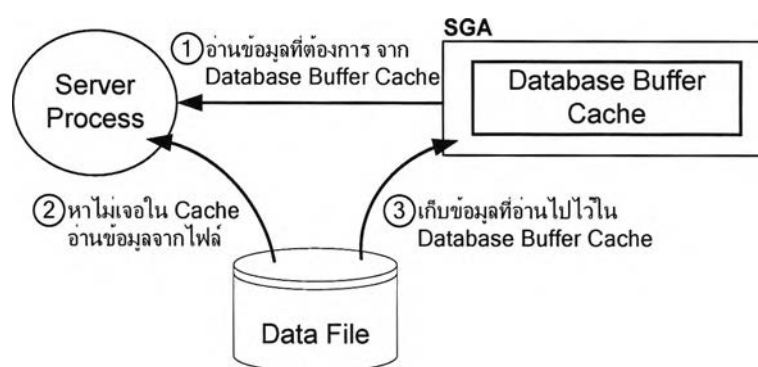 SGA
① อ่านข้อมูลที่ต้องการ จาก
Database Buffer Cache
Server
Process
Database Buffer
Cache
② หาไม่เจอใน Cache
อ่านข้อมูลจากไฟล์
③ เก็บข้อมูลที่อ่านไปไว้ใน
Database Buffer Cache
Data File